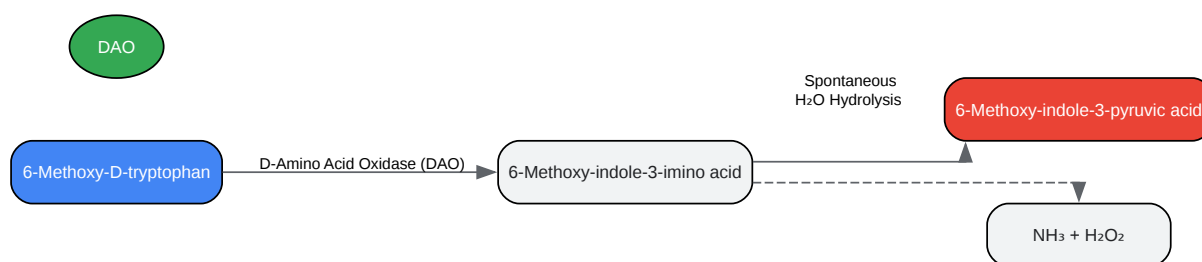 DAO
Spontaneous
H₂O Hydrolysis
6-Methoxy-indole-3-pyruvic acid
6-Methoxy-D-tryptophan
D-Amino Acid Oxidase (DAO)
6-Methoxy-indole-3-imino acid
NH₃ + H₂O₂